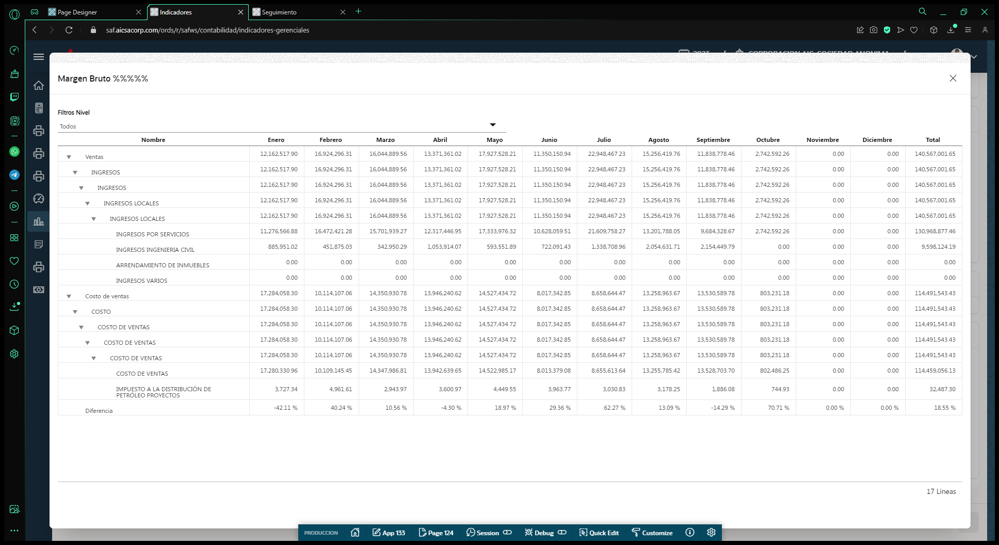 Page Designer
Indicadores
Seguimiento
saf.aicsacorp.com/ords/r/safws/contabilidad/indicadores-gerenciales
2023 / CORPORACION AIC, SOCIEDAD ANONIMA /
Margen Bruto %%%%%
Filtros Nivel
Todos
Nombre Enero Febrero Marzo Abril Mayo Junio Julio Agosto Septiembre Octubre Noviembre Diciembre Total
Ventas 12,162,517.90 16,924,296.31 16,044,889.56 13,371,361.02 17,927,528.21 11,350,150.94 22,948,467.23 15,256,419.76 11,838,778.46 2,742,592.26 0.00 0.00 140,567,001.65
INGRESOS 12,162,517.90 16,924,296.31 16,044,889.56 13,371,361.02 17,927,528.21 11,350,150.94 22,948,467.23 15,256,419.76 11,838,778.46 2,742,592.26 0.00 0.00 140,567,001.65
INGRESOS 12,162,517.90 16,924,296.31 16,044,889.56 13,371,361.02 17,927,528.21 11,350,150.94 22,948,467.23 15,256,419.76 11,838,778.46 2,742,592.26 0.00 0.00 140,567,001.65
INGRESOS LOCALES 12,162,517.90 16,924,296.31 16,044,889.56 13,371,361.02 17,927,528.21 11,350,150.94 22,948,467.23 15,256,419.76 11,838,778.46 2,742,592.26 0.00 0.00 140,567,001.65
INGRESOS LOCALES 12,162,517.90 16,924,296.31 16,044,889.56 13,371,361.02 17,927,528.21 11,350,150.94 22,948,467.23 15,256,419.76 11,838,778.46 2,742,592.26 0.00 0.00 140,567,001.65
INGRESOS POR SERVICIOS 11,276,566.88 16,472,421.28 15,701,939.27 12,317,446.95 17,333,976.32 10,628,059.51 21,609,758.27 13,201,788.05 9,684,328.67 2,742,592.26 0.00 0.00 130,968,877.46
INGRESOS INGENIERIA CIVIL 885,951.02 451,875.03 342,950.29 1,053,914.07 593,551.89 722,091.43 1,338,708.96 2,054,631.71 2,154,449.79 0.00 0.00 0.00 9,598,124.19
ARRENDAMIENTO DE INMUEBLES 0.00 0.00 0.00 0.00 0.00 0.00 0.00 0.00 0.00 0.00 0.00 0.00 0.00
INGRESOS VARIOS 0.00 0.00 0.00 0.00 0.00 0.00 0.00 0.00 0.00 0.00 0.00 0.00 0.00
Costo de ventas 17,284,058.30 10,114,107.06 14,350,930.78 13,946,240.62 14,527,434.72 8,017,342.85 8,658,644.47 13,258,963.67 13,530,589.78 803,231.18 0.00 0.00 114,491,543.43
COSTO 17,284,058.30 10,114,107.06 14,350,930.78 13,946,240.62 14,527,434.72 8,017,342.85 8,658,644.47 13,258,963.67 13,530,589.78 803,231.18 0.00 0.00 114,491,543.43
COSTO DE VENTAS 17,284,058.30 10,114,107.06 14,350,930.78 13,946,240.62 14,527,434.72 8,017,342.85 8,658,644.47 13,258,963.67 13,530,589.78 803,231.18 0.00 0.00 114,491,543.43
COSTO DE VENTAS 17,284,058.30 10,114,107.06 14,350,930.78 13,946,240.62 14,527,434.72 8,017,342.85 8,658,644.47 13,258,963.67 13,530,589.78 803,231.18 0.00 0.00 114,491,543.43
COSTO DE VENTAS 17,284,058.30 10,114,107.06 14,350,930.78 13,946,240.62 14,527,434.72 8,017,342.85 8,658,644.47 13,258,963.67 13,530,589.78 803,231.18 0.00 0.00 114,491,543.43
COSTO DE VENTAS 17,280,330.96 10,109,145.45 14,347,986.81 13,942,639.65 14,522,985.17 8,013,379.08 8,655,613.64 13,255,785.42 13,528,703.70 802,486.25 0.00 0.00 114,459,056.13
IMPUESTO A LA DISTRIBUCIÓN DE
PETRÓLEO PROYECTOS 3,727.34 4,961.61 2,943.97 3,600.97 4,449.55 3,963.77 3,030.83 3,178.25 1,886.08 744.93 0.00 0.00 32,487.30
Diferencia -42.11 % 40.24 % 10.56 % -4.30 % 18.97 % 29.36 % 62.27 % 13.09 % -14.29 % 70.71 % 0.00 % 0.00 % 18.55 %
17 Líneas
PRODUCCION App 133 Page 124 Session Debug Quick Edit Customize